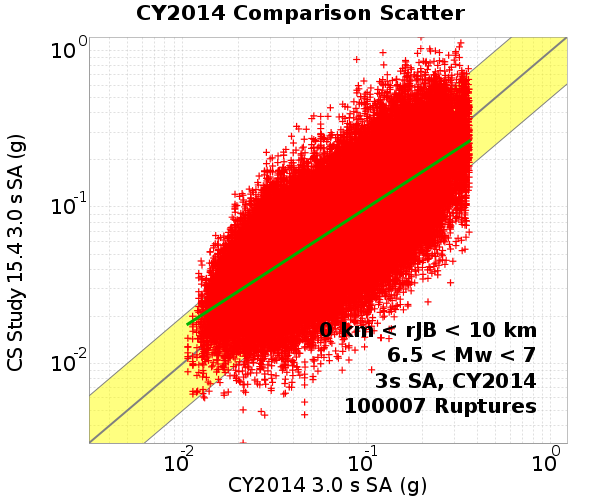 CY2014 Comparison Scatter
CS Study 15.4 3.0 s SA (g)
10^0
10^-1
10^-2
0 km < rJB < 10 km
6.5 < Mw < 7
3s SA, CY2014
100007 Ruptures
10^-2 10^-1 10^0
CY2014 3.0 s SA (g)